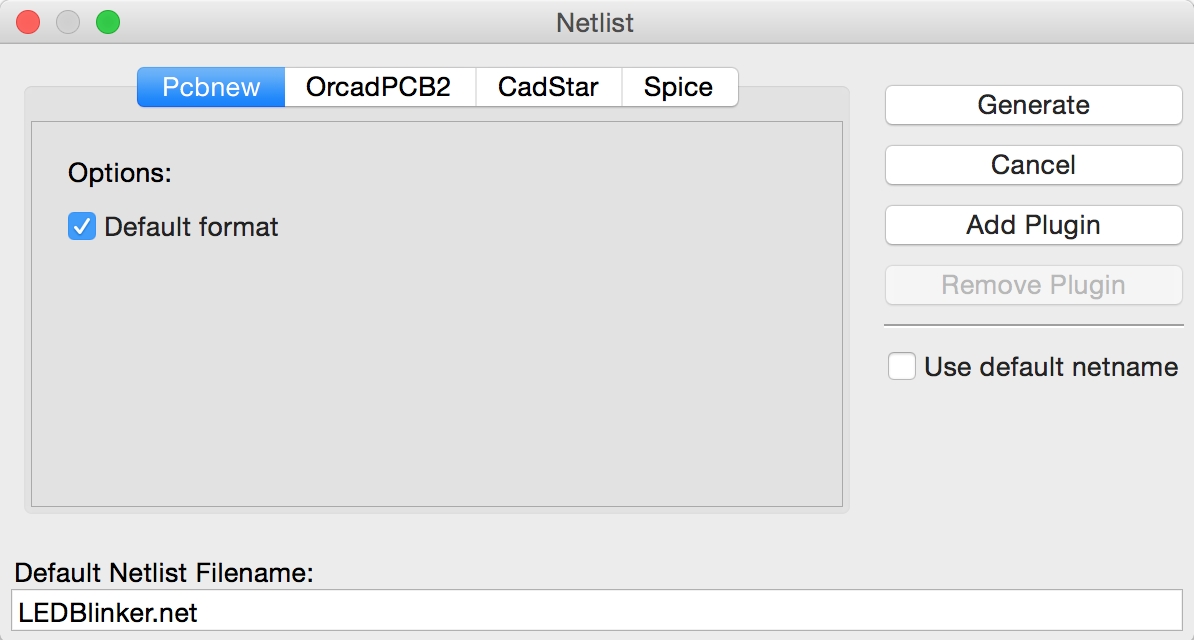 Netlist
Pcbnew OrcadPCB2 CadStar Spice
Generate
Options:
Cancel
Default format
Add Plugin
Remove Plugin
Use default netname
Default Netlist Filename:
LEDBlinker.net